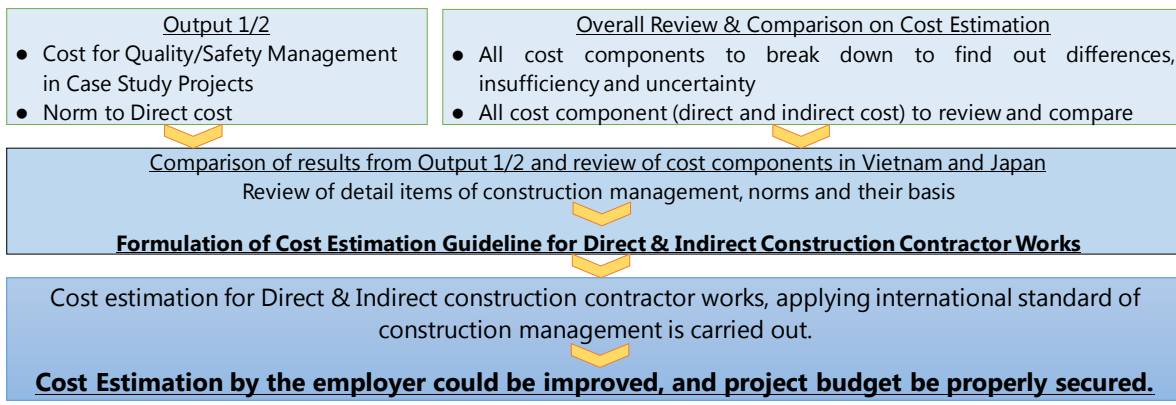 Output 1/2
● Cost for Quality/Safety Management
in Case Study Projects
● Norm to Direct cost
Overall Review & Comparison on Cost Estimation
● All cost components to break down to find out differences,
insufficiency and uncertainty
● All cost component (direct and indirect cost) to review and compare
Comparison of results from Output 1/2 and review of cost components in Vietnam and Japan
Review of detail items of construction management, norms and their basis
Formulation of Cost Estimation Guideline for Direct & Indirect Construction Contractor Works
Cost estimation for Direct & Indirect construction contractor works, applying international standard of
construction management is carried out.
Cost Estimation by the employer could be improved, and project budget be properly secured.